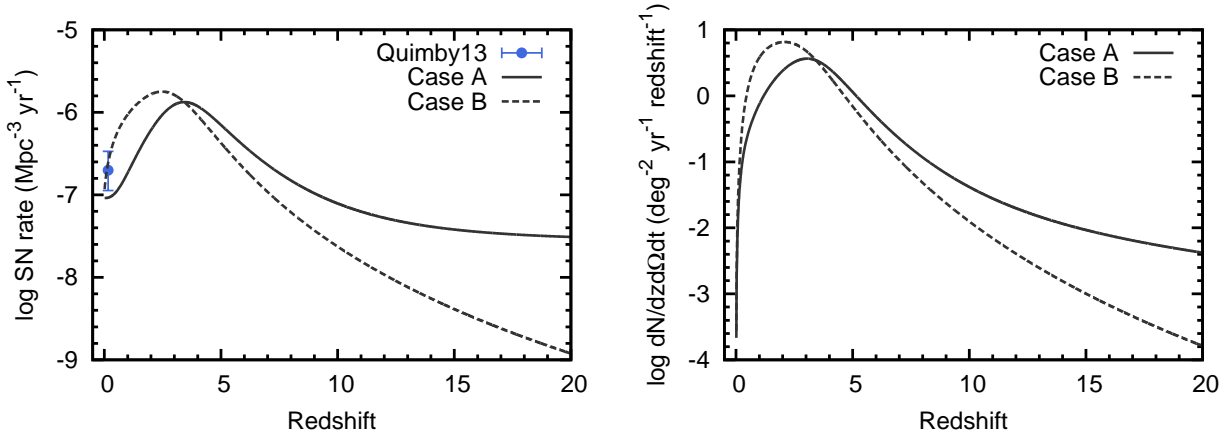 -5
-6
-7
-8
-9
log SN rate (Mpc⁻³ yr⁻¹)
Quimby13
Case A
Case B
0 5 10 15 20
Redshift
1
0
-1
-2
-3
-4
log dN/dzdΩdt (deg⁻² yr⁻¹ redshift⁻¹)
Case A
Case B
0 5 10 15 20
Redshift